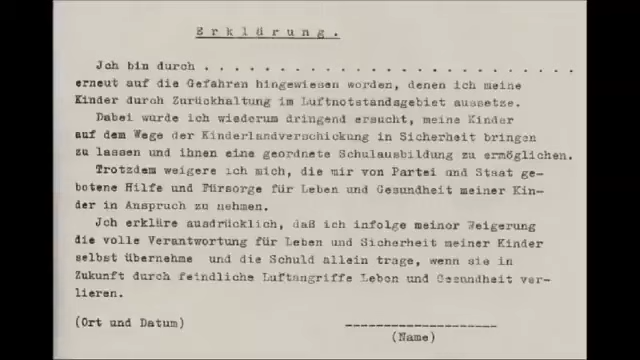 E r k l ä r u n g .
Jch bin durch . . . . . . . . . . . . . . . . . . . . . . . . . .
erneut auf die Gefahren hingewiesen worden, denen ich meine
Kinder durch Zurückhaltung im Luftnotstandsgebiet aussetze.
Dabei wurde ich wiederum dringend ersucht, meine Kinder
auf dem Wege der Kinderlandverschickung in Sicherheit bringen
zu lassen und ihnen eine geordnete Schulausbildung zu ermöglichen.
Trotzdem weigere ich mich, die mir von Partei und Staat ge-
botene Hilfe und Fürsorge für Leben und Gesundheit meiner Kin-
der in Anspruch zu nehmen.
Jch erkläre ausdrücklich, daß ich infolge meiner Weigerung
die volle Verantwortung für Leben und Sicherheit meiner Kinder
selbst übernehme und die Schuld allein trage, wenn sie in
Zukunft durch feindliche Luftangriffe Leben und Gesundheit ver-
lieren.
(Ort und Datum) --------------------
(Name)